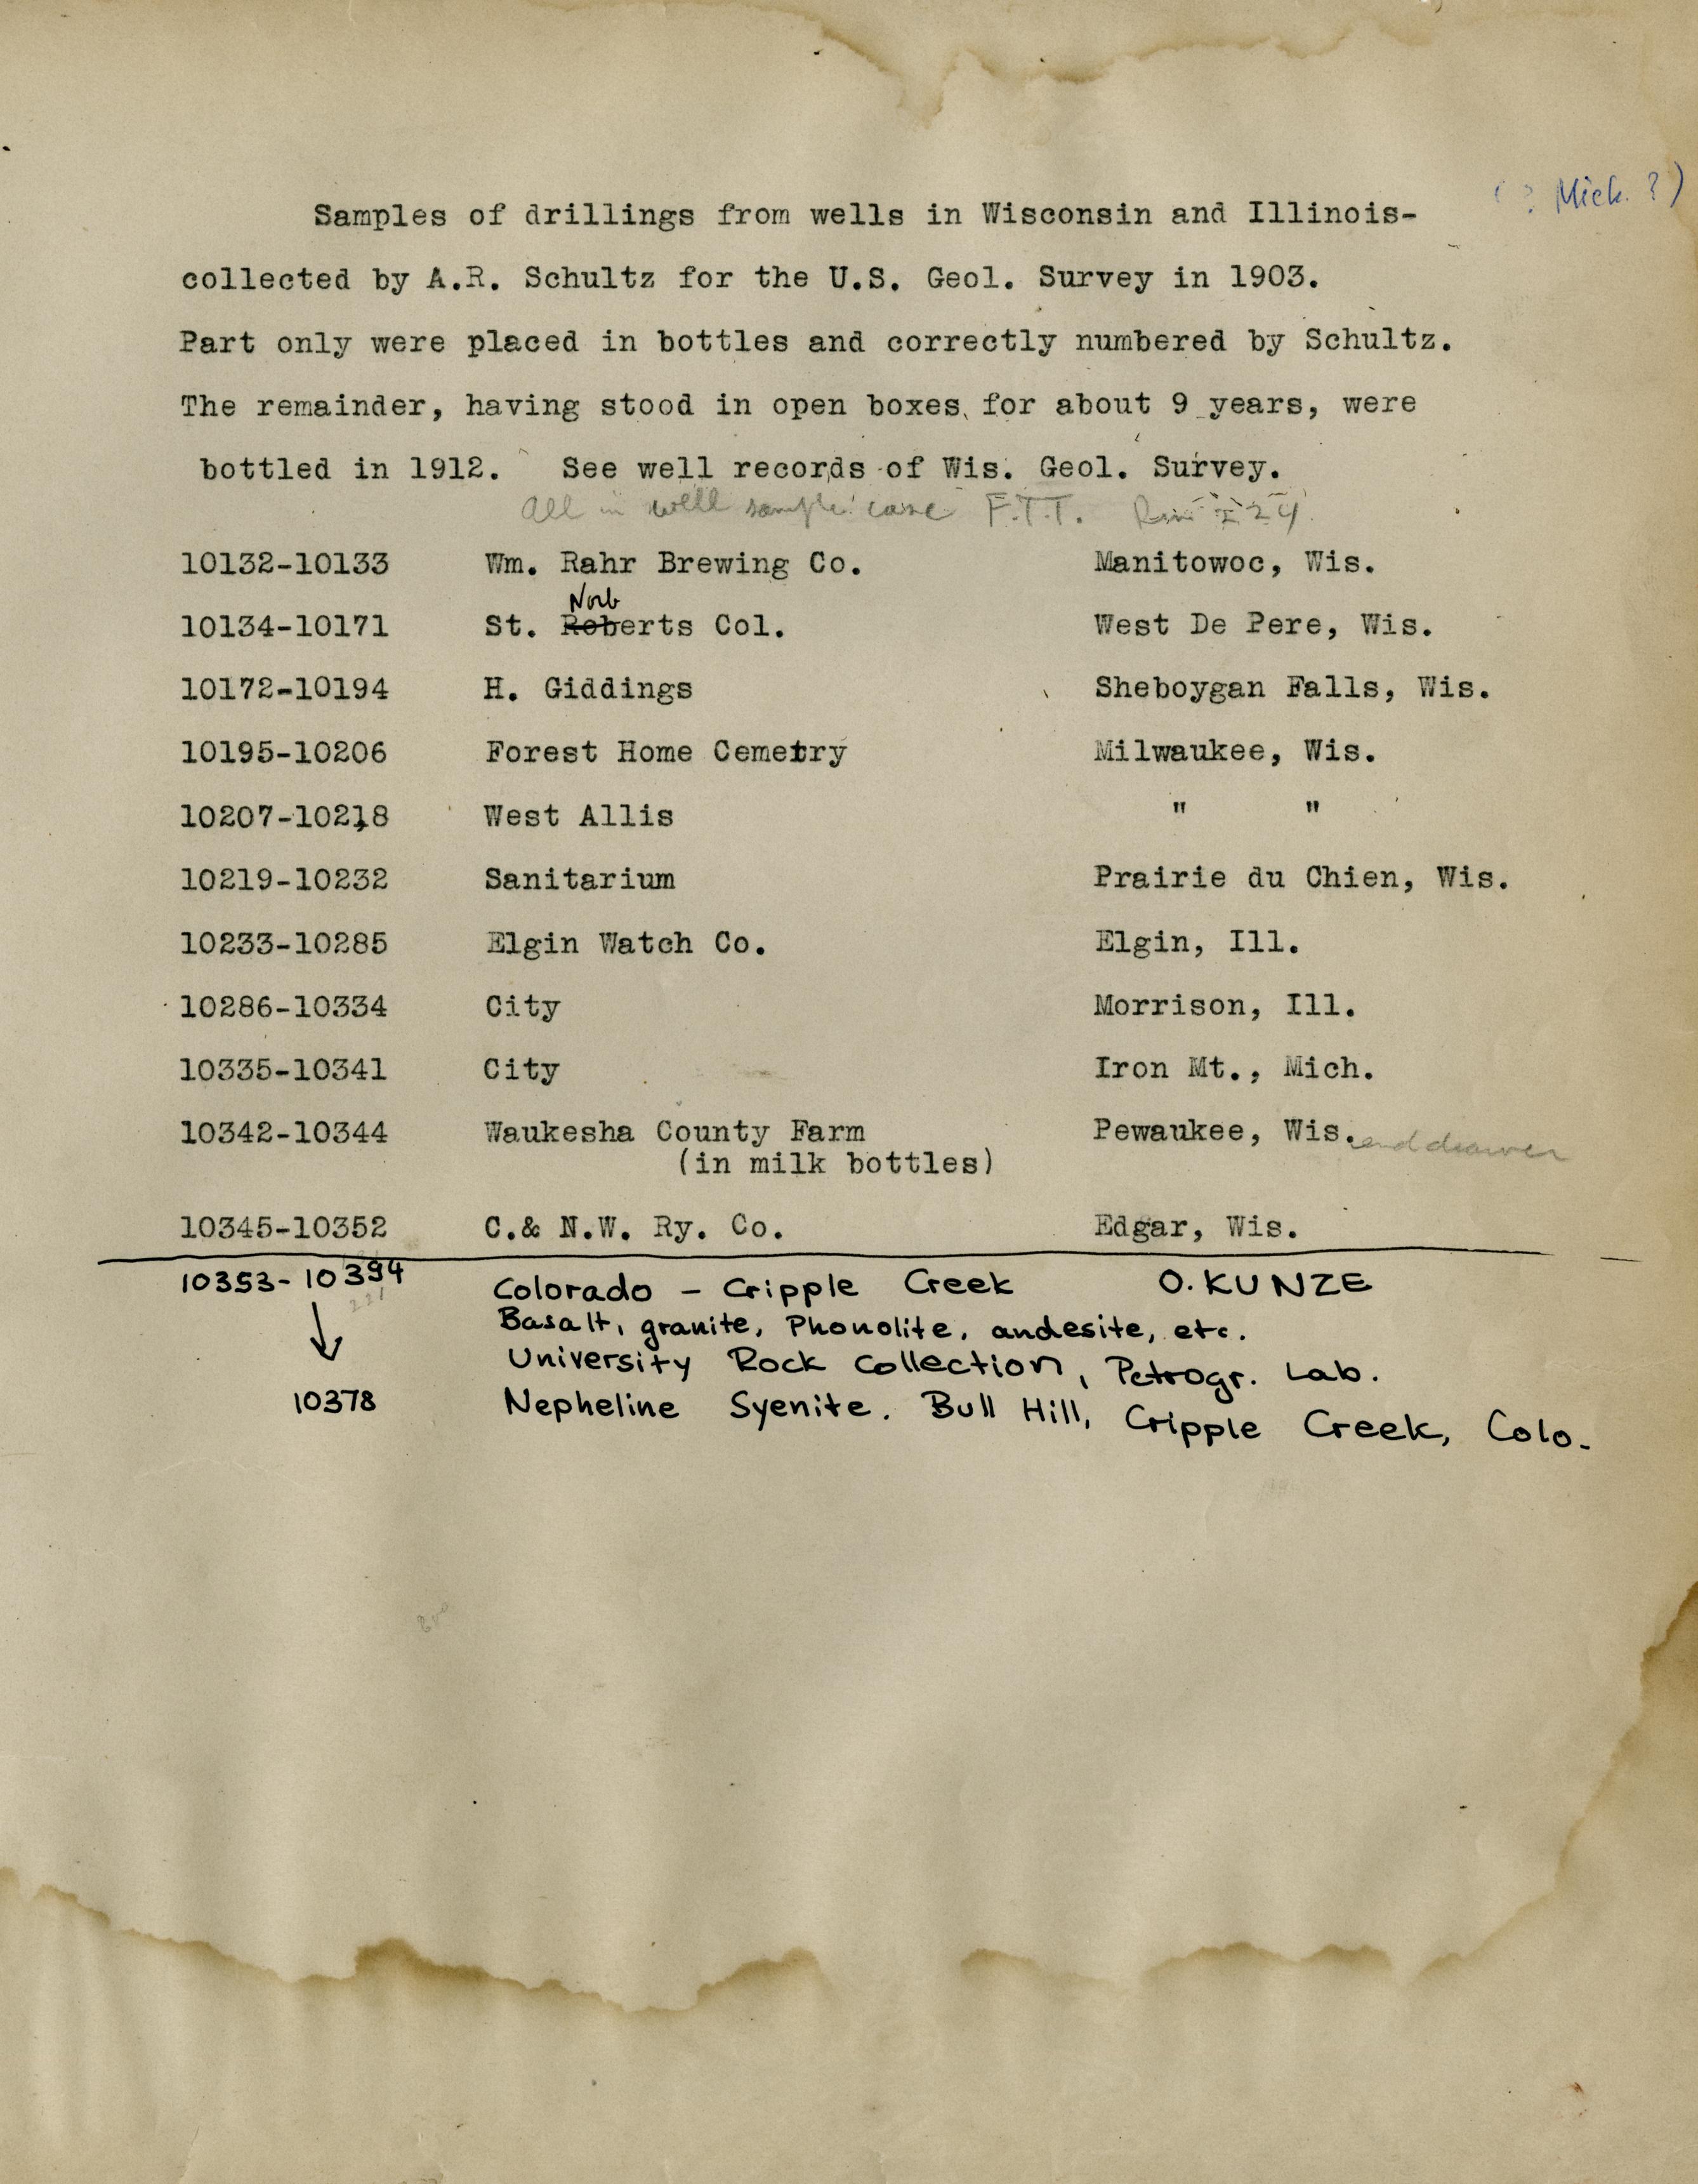 (? Mich. ?)
Samples of drillings from wells in Wisconsin and Illinois-
collected by A.R. Schultz for the U.S. Geol. Survey in 1903.
Part only were placed in bottles and correctly numbered by Schultz.
The remainder, having stood in open boxes, for about 9 years, were
bottled in 1912. See well records of Wis. Geol. Survey.
All in well sample case F.T.T.
10132-10133 Wm. Rahr Brewing Co. Manitowoc, Wis.
Norb
10134-10171 St. Roberts Col. West De Pere, Wis.
10172-10194 H. Giddings Sheboygan Falls, Wis.
10195-10206 Forest Home Cemetry Milwaukee, Wis.
10207-10218 West Allis " "
10219-10232 Sanitarium Prairie du Chien, Wis.
10233-10285 Elgin Watch Co. Elgin, Ill.
10286-10334 City Morrison, Ill.
10335-10341 City Iron Mt., Mich.
10342-10344 Waukesha County Farm Pewaukee, Wis. end drawer
(in milk bottles)
10345-10352 C.& N.W. Ry. Co. Edgar, Wis.
10353-10394 Colorado - Cripple Creek O. KUNZE
Basalt, granite, Phonolite, andesite, etc.
University Rock Collection, Petrogr. Lab.
10378 Nepheline Syenite. Bull Hill, Cripple Creek, Colo.